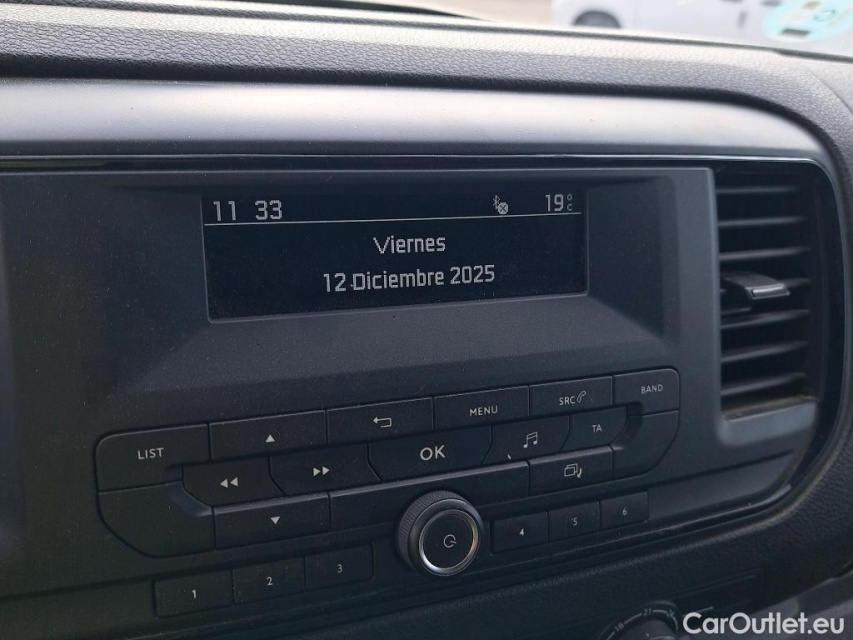 11 33 19°C
Viernes
12 Diciembre 2025
LIST MENU SRC BAND
OK TA
1 2 3 4 5 6
21
CarOutlet.eu